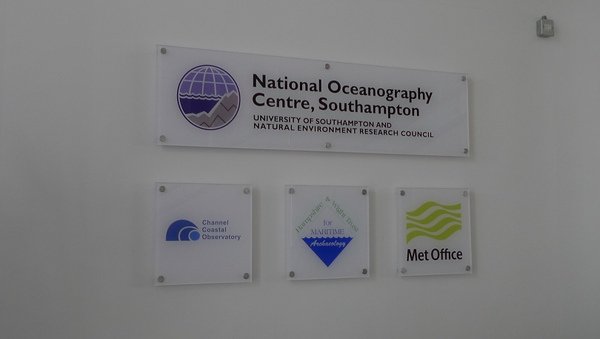 National Oceanography
Centre, Southampton
UNIVERSITY OF SOUTHAMPTON AND
NATURAL ENVIRONMENT RESEARCH COUNCIL
Channel
Coastal
Observatory
Hampshire & Wight Trust
for
MARITIME
Archaeology
Met Office